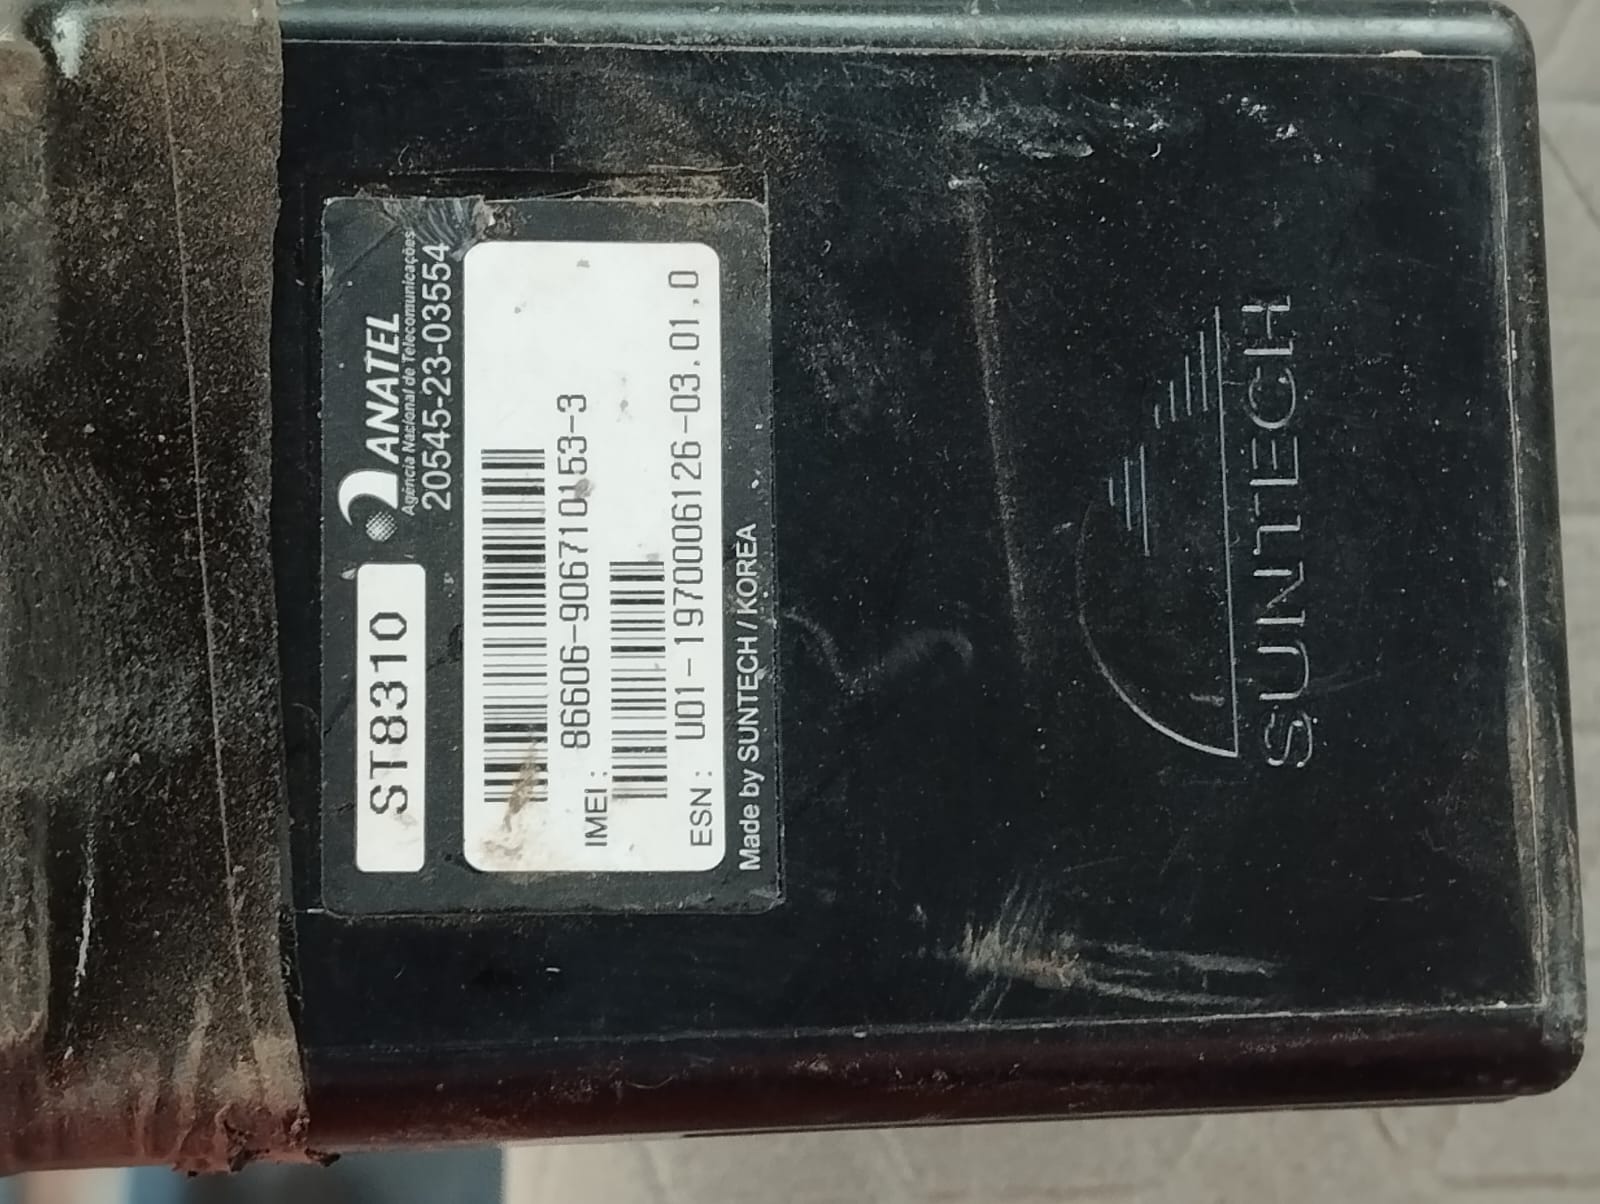 ST8310
ANATEL
Agência Nacional de Telecomunicações
20545-23-03554
IMEI: 86606-906710153-3
ESN: U01-1970006126-03.01.0
Made by SUNTECH / KOREA
SUNTECH